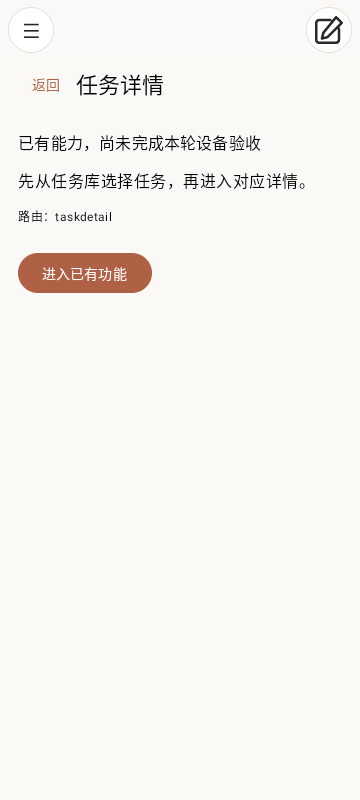 返回 任务详情
已有能力，尚未完成本轮设备验收
先从任务库选择任务，再进入对应详情。
路由：taskdetail
进入已有功能